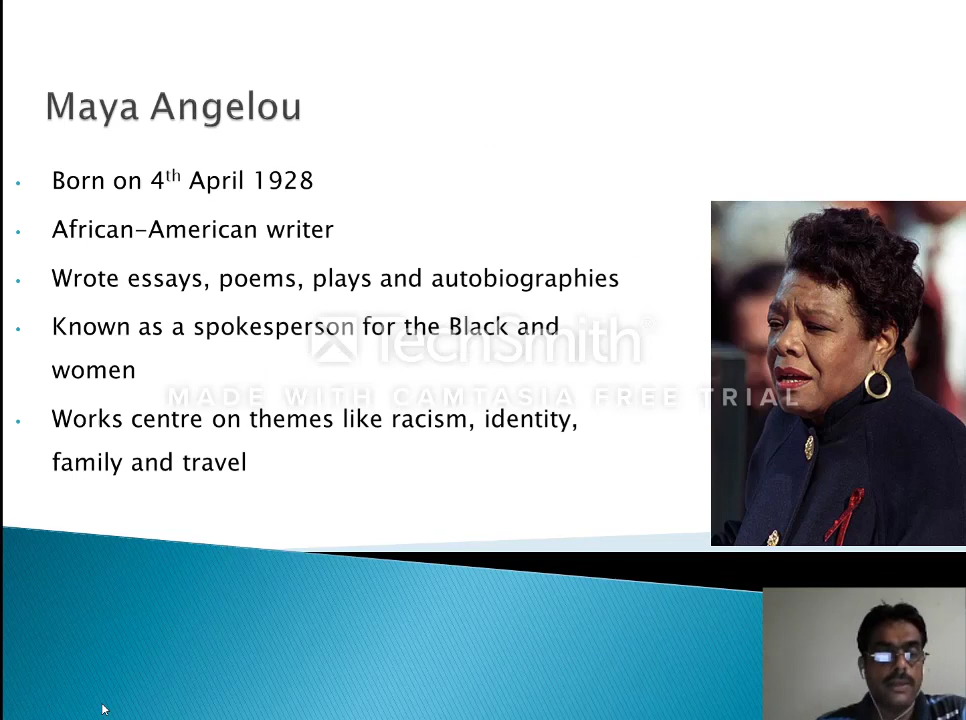 Maya Angelou
Born on 4th April 1928
African-American writer
Wrote essays, poems, plays and autobiographies
Known as a spokesperson for the Black and
women
Works centre on themes like racism, identity,
family and travel
TechSmith®
MADE WITH CAMTASIA FREE TRIAL